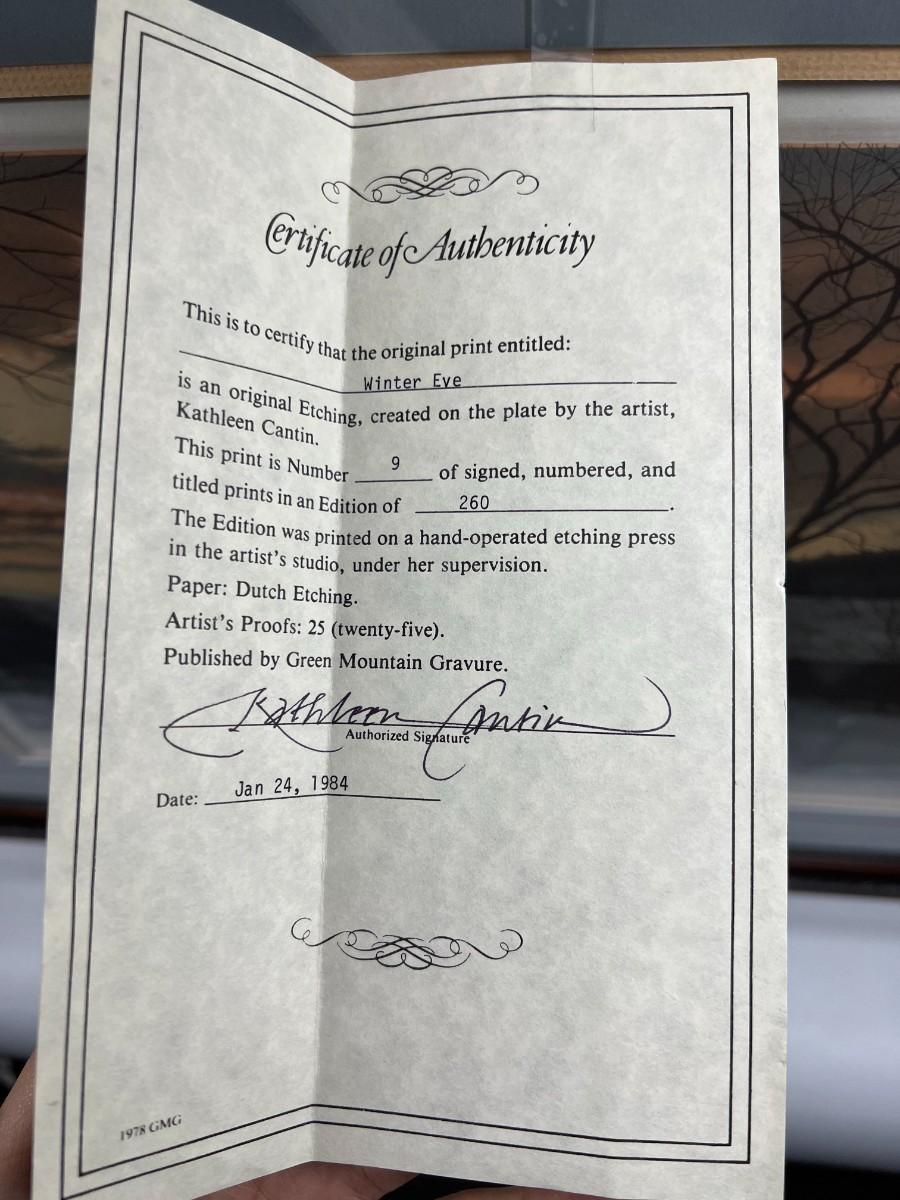 Certificate of Authenticity
This is to certify that the original print entitled:
Winter Eve
is an original Etching, created on the plate by the artist,
Kathleen Cantin.
This print is Number 9 of signed, numbered, and
titled prints in an Edition of 260.
The Edition was printed on a hand-operated etching press
in the artist's studio, under her supervision.
Paper: Dutch Etching.
Artist's Proofs: 25 (twenty-five).
Published by Green Mountain Gravure.
Kathleen Cantin
Authorized Signature
Date: Jan 24, 1984
1978 GMG